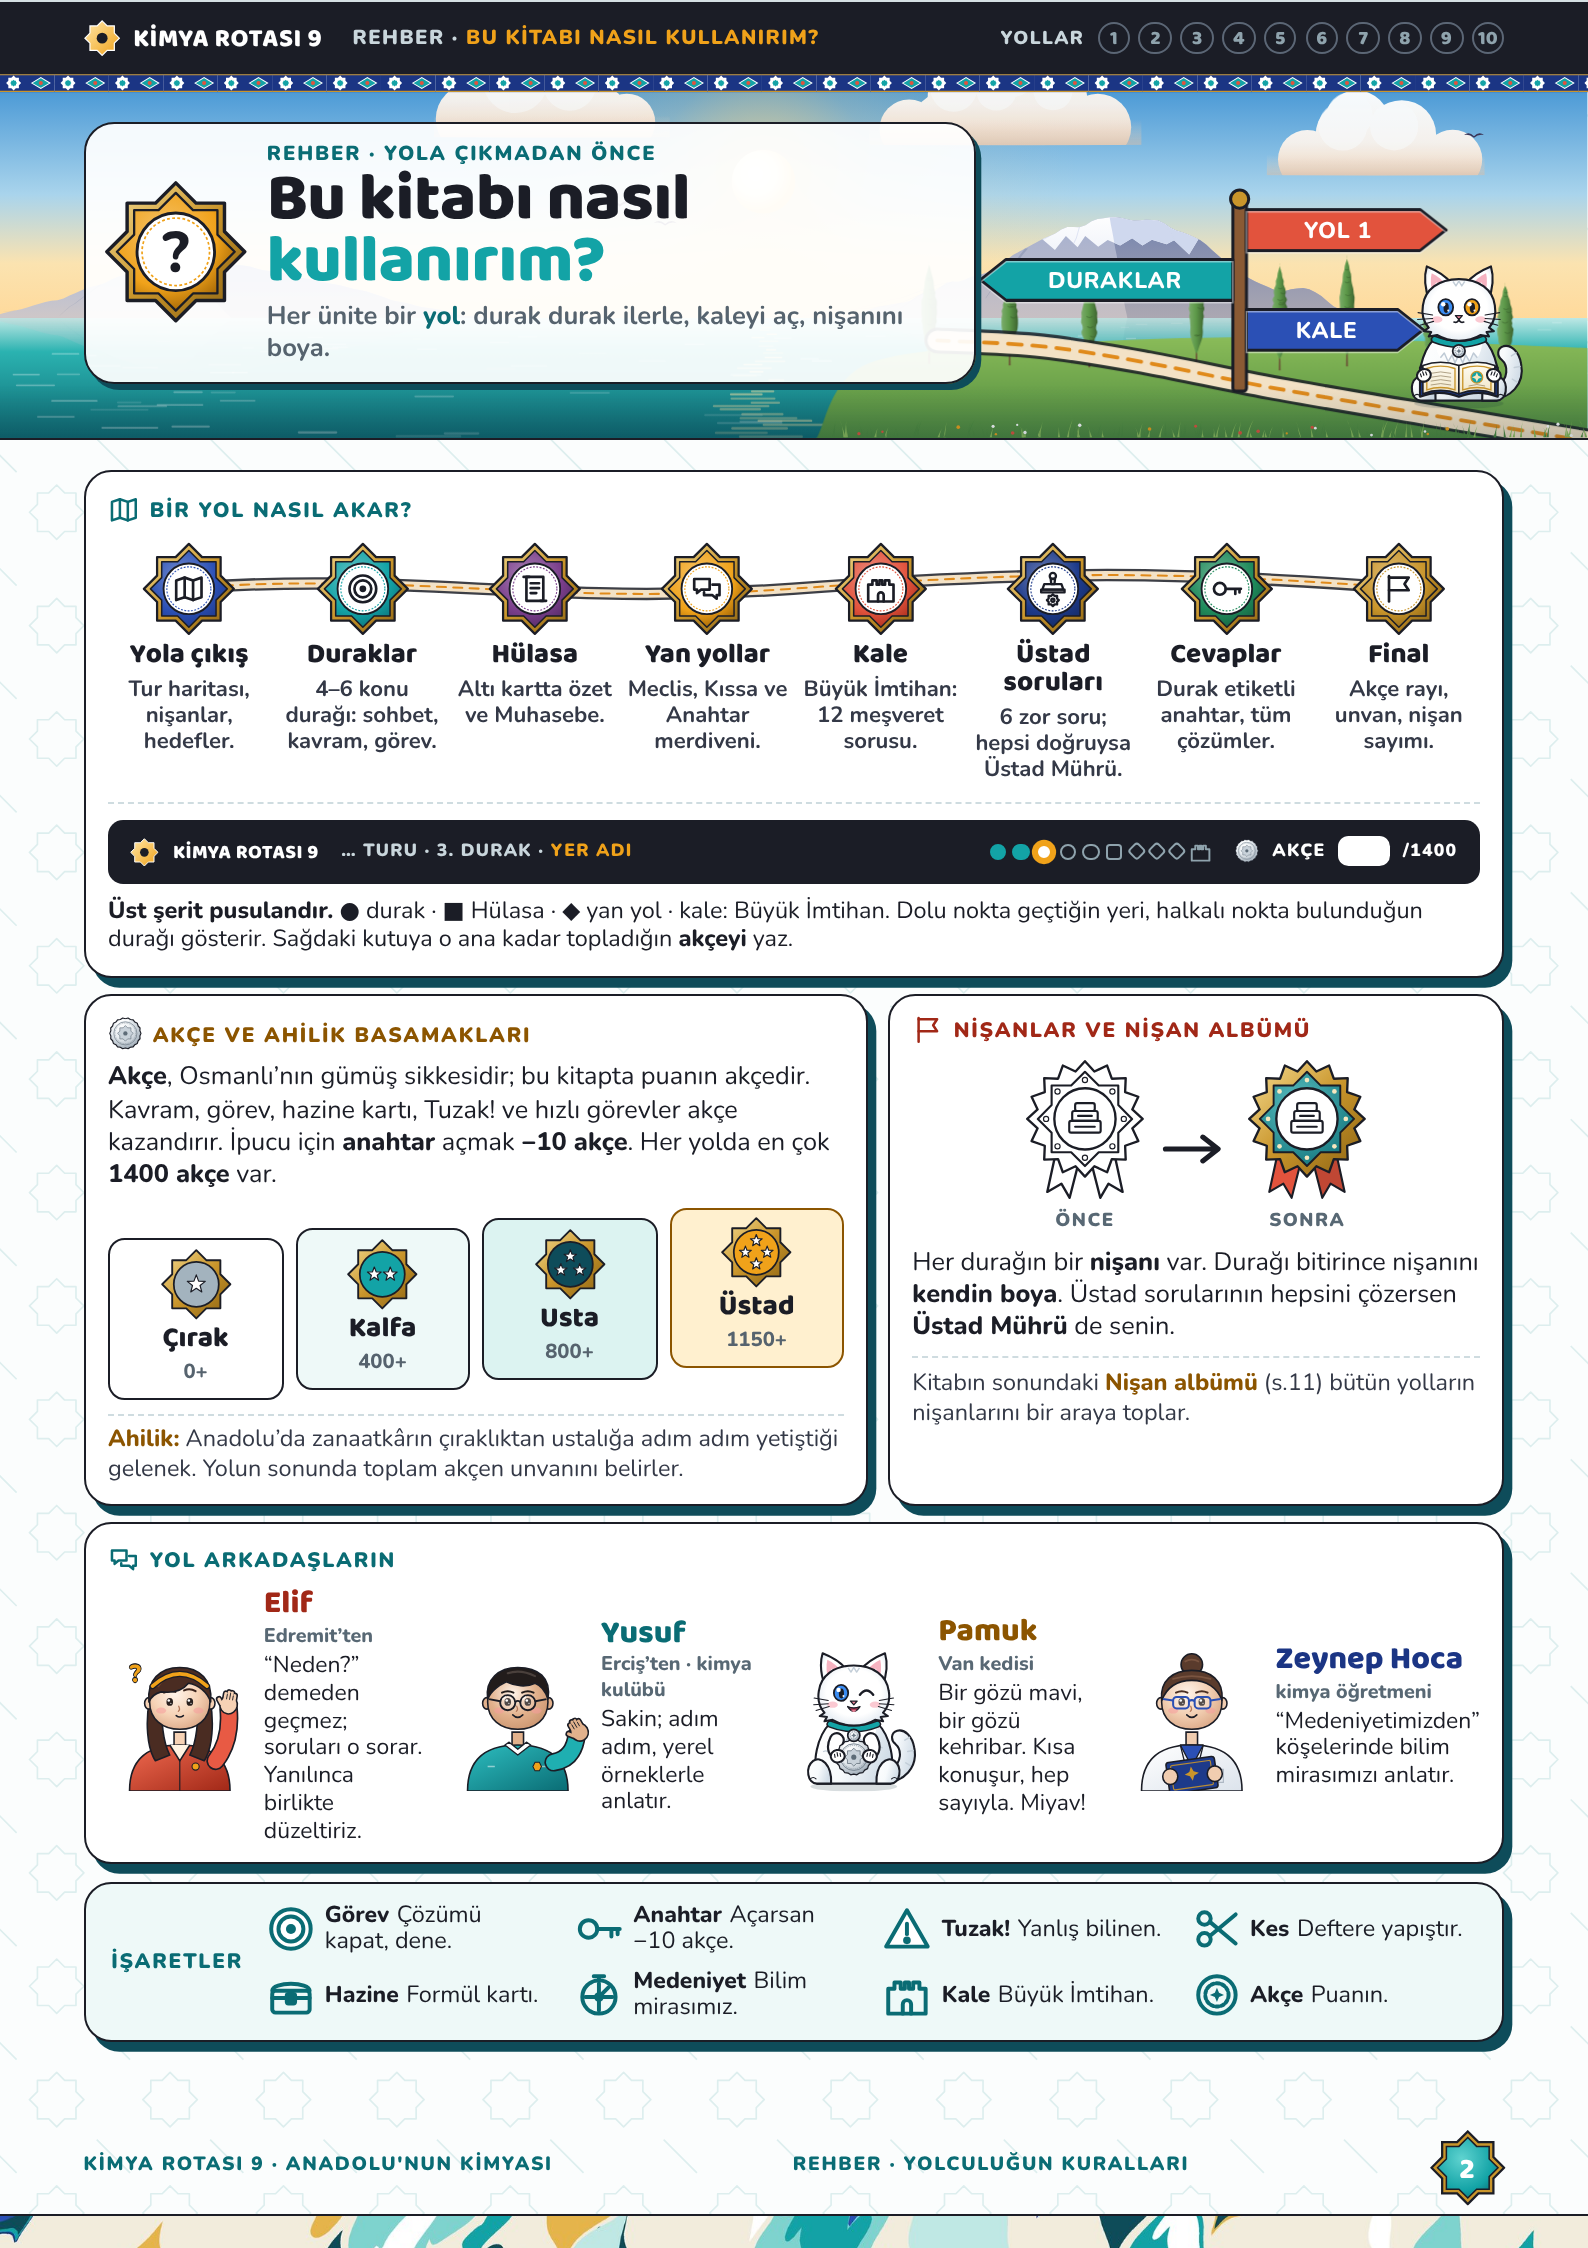 KİMYA ROTASI 9 REHBER · BU KİTABI NASIL KULLANIRIM? YOLLAR 1 2 3 4 5 6 7 8 9 10
REHBER · YOLA ÇIKMADAN ÖNCE
?
Bu kitabı nasıl
kullanırım?
Her ünite bir yol: durak durak ilerle, kaleyi aç, nişanını
boya.
YOL 1
DURAKLAR
KALE
BİR YOL NASIL AKAR?
Yola çıkış
Tur haritası,
nişanlar,
hedefler.
Duraklar
4–6 konu
durağı: sohbet,
kavram, görev.
Hülasa
Altı kartta özet
ve Muhasebe.
Yan yollar
Meclis, Kıssa ve
Anahtar
merdiveni.
Kale
Büyük İmtihan:
12 meşveret
sorusu.
Üstad
soruları
6 zor soru;
hepsi doğruysa
Üstad Mührü.
Cevaplar
Durak etiketli
anahtar, tüm
çözümler.
Final
Akçe rayı,
unvan, nişan
sayımı.
KİMYA ROTASI 9 ... TURU · 3. DURAK · YER ADI AKÇE /1400
Üst şerit pusulandır. ● durak · ■ Hülasa · ◆ yan yol · kale: Büyük İmtihan. Dolu nokta geçtiğin yeri, halkalı nokta bulunduğun
durağı gösterir. Sağdaki kutuya o ana kadar topladığın akçeyi yaz.
AKÇE VE AHİLİK BASAMAKLARI
Akçe, Osmanlı’nın gümüş sikkesidir; bu kitapta puanın akçedir.
Kavram, görev, hazine kartı, Tuzak! ve hızlı görevler akçe
kazandırır. İpucu için anahtar açmak −10 akçe. Her yolda en çok
1400 akçe var.
Çırak
0+
Kalfa
400+
Usta
800+
Üstad
1150+
Ahilik: Anadolu’da zanaatkârın çıraklıktan ustalığa adım adım yetiştiği
gelenek. Yolun sonunda toplam akçen unvanını belirler.
NİŞANLAR VE NİŞAN ALBÜMÜ
ÖNCE
SONRA
Her durağın bir nişanı var. Durağı bitirince nişanını
kendin boya. Üstad sorularının hepsini çözersen
Üstad Mührü de senin.
Kitabın sonundaki Nişan albümü (s.11) bütün yolların
nişanlarını bir araya toplar.
YOL ARKADAŞLARIN
?
Elif
Edremit’ten
“Neden?”
demeden
geçmez;
soruları o sorar.
Yanılınca
birlikte
düzeltiriz.
Yusuf
Erciş’ten · kimya
kulübü
Sakin; adım
adım, yerel
örneklerle
anlatır.
Pamuk
Van kedisi
Bir gözü mavi,
bir gözü
kehribar. Kısa
konuşur, hep
sayıyla. Miyav!
Zeynep Hoca
kimya öğretmeni
“Medeniyetimizden”
köşelerinde bilim
mirasımızı anlatır.
İŞARETLER
Görev Çözümü
kapat, dene.
Anahtar Açarsan
−10 akçe.
Tuzak! Yanlış bilinen.
Kes Deftere yapıştır.
Hazine Formül kartı.
Medeniyet Bilim
mirasımız.
Kale Büyük İmtihan.
Akçe Puanın.
KİMYA ROTASI 9 · ANADOLU'NUN KİMYASI REHBER · YOLCULUĞUN KURALLARI 2